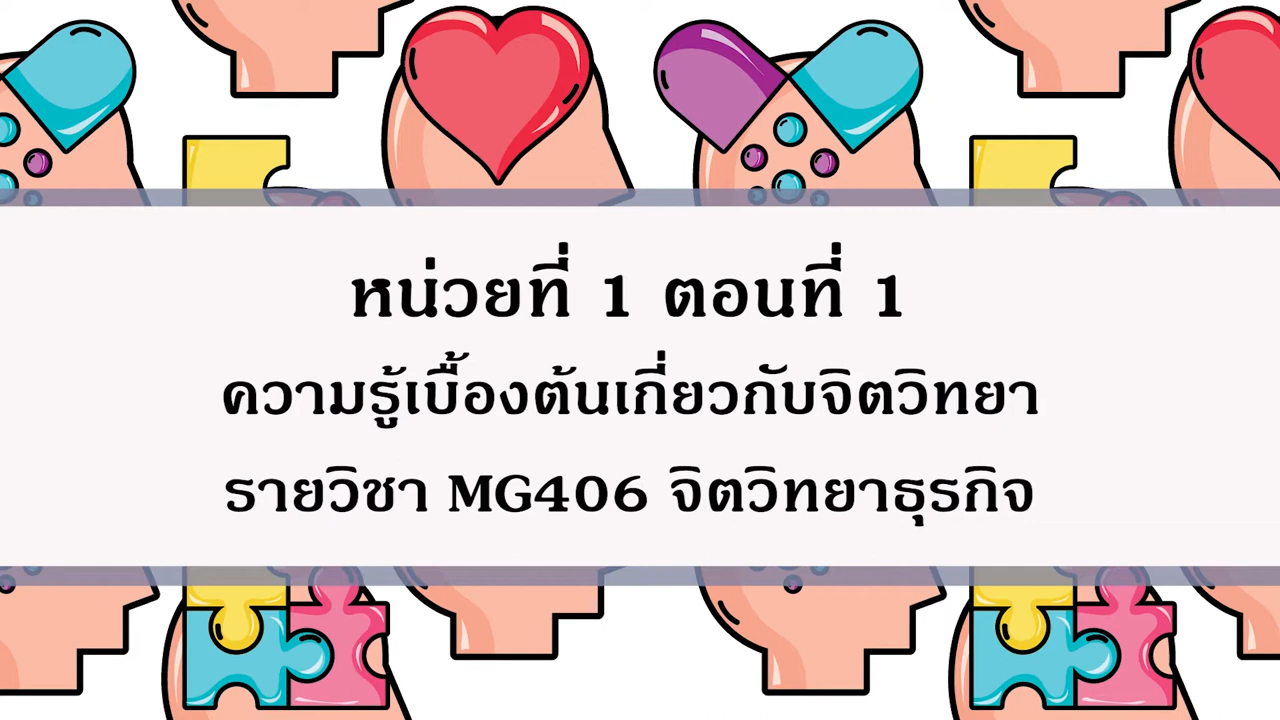 หน่วยที่ 1 ตอนที่ 1
ความรู้เบื้องต้นเกี่ยวกับจิตวิทยา
รายวิชา MG406 จิตวิทยาธุรกิจ